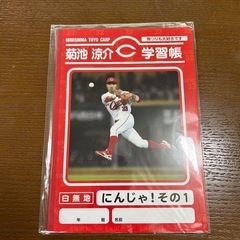 HIROSHIMA TOYO CARP
菊池 涼介 C 学習帳
白無地
にんじゃ!その1
年 組 名前